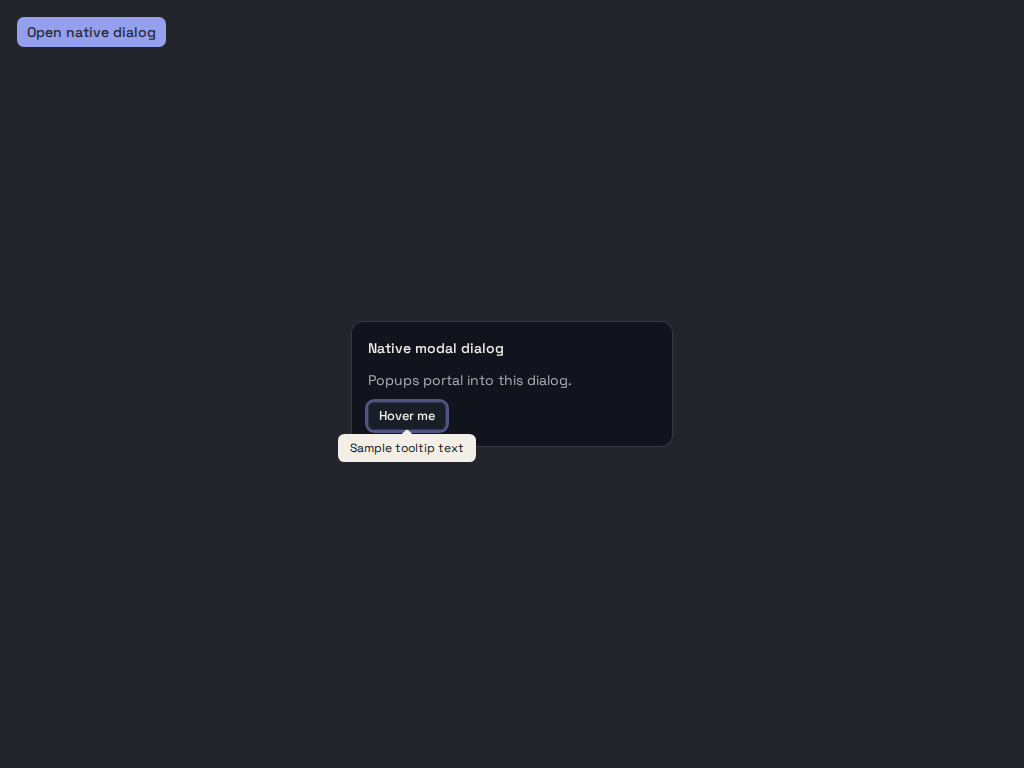 Open native dialog
Native modal dialog
Popups portal into this dialog.
Hover me
Sample tooltip text